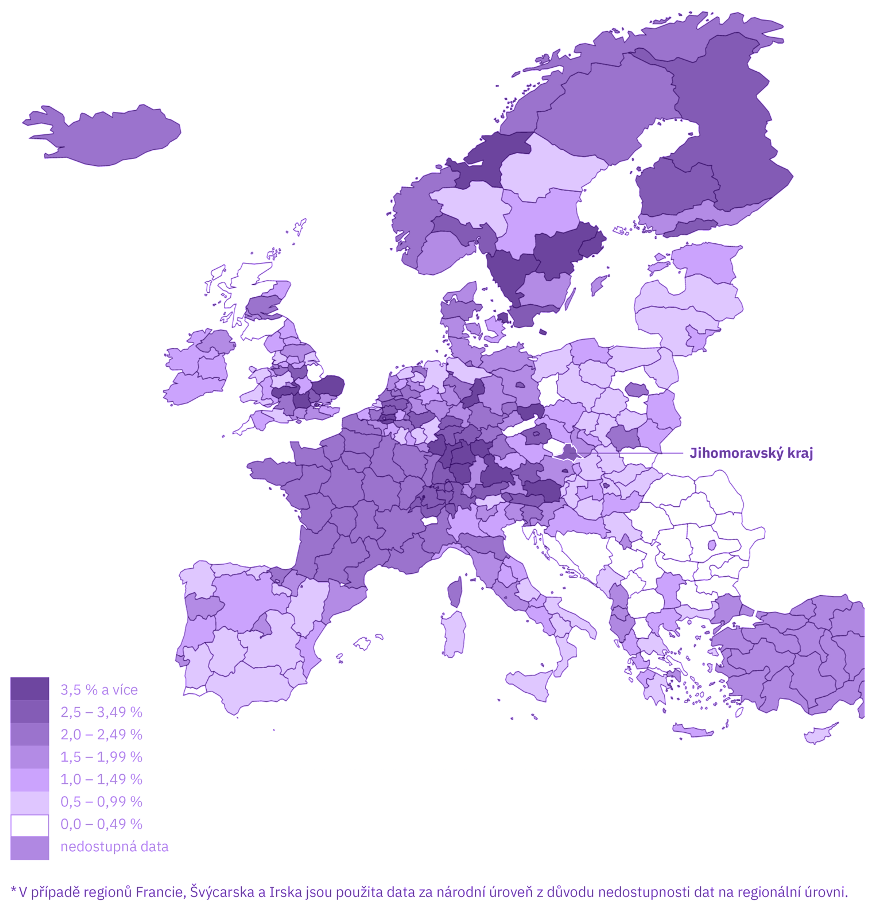 Jihomoravský kraj
3,5 % a více
2,5 – 3,49 %
2,0 – 2,49 %
1,5 – 1,99 %
1,0 – 1,49 %
0,5 – 0,99 %
0,0 – 0,49 %
nedostupná data
* V případě regionů Francie, Švýcarska a Irska jsou použita data za národní úroveň z důvodu nedostupnosti dat na regionální úrovni.